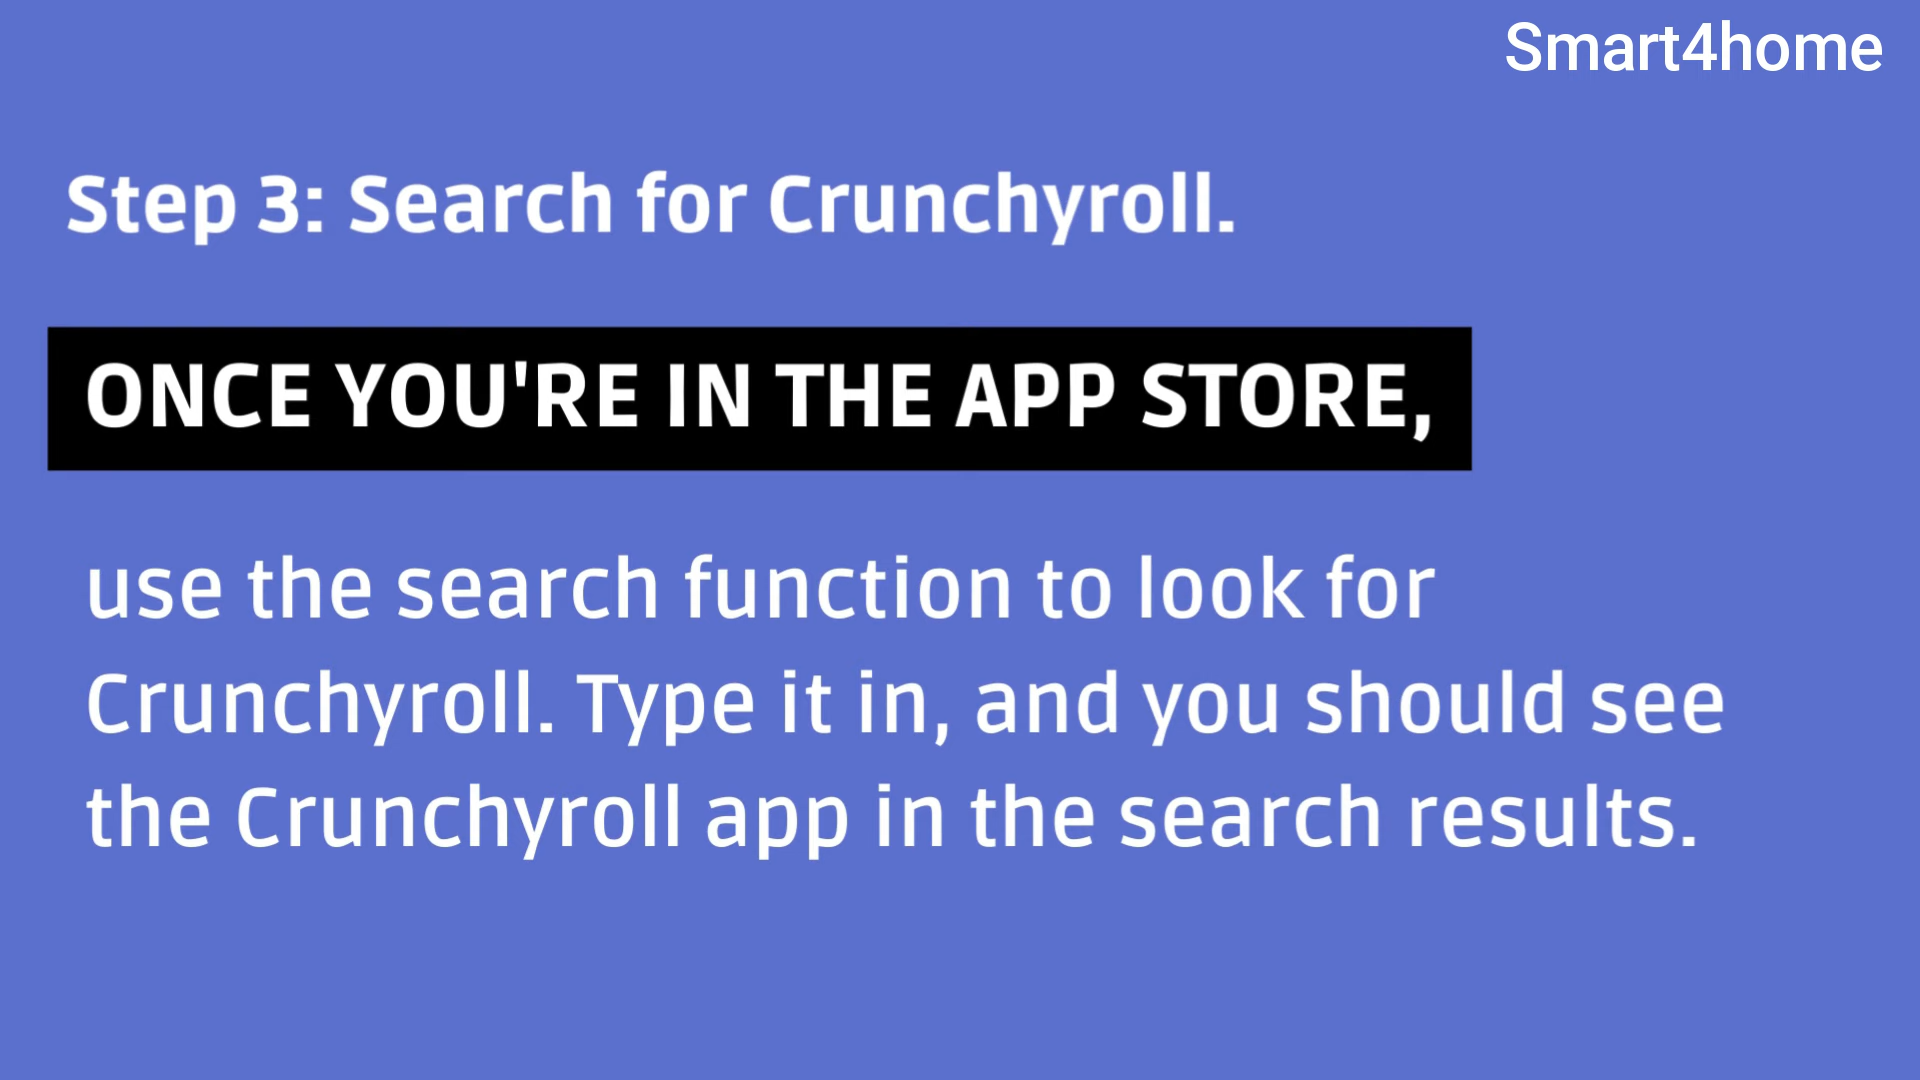 Smart4home
Step 3: Search for Crunchyroll.
ONCE YOU'RE IN THE APP STORE,
use the search function to look for
Crunchyroll. Type it in, and you should see
the Crunchyroll app in the search results.